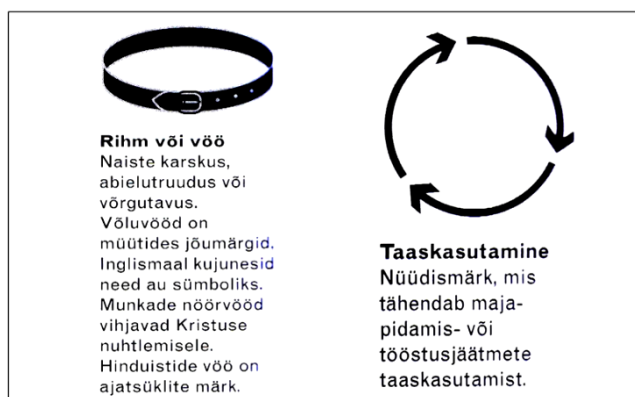 Rihm või vöö
Naiste karskus,
abielutruudus või
võrgutavus.
Võluvööd on
müütides jõumärgid.
Inglismaal kujunesid
need au sümboliks.
Munkade nöörvööd
vihjavad Kristuse
nuhtlemisele.
Hinduistide vöö on
ajatsüklite märk.
Taaskasutamine
Nüüdismärk, mis
tähendab maja-
pidamis- või
tööstusjäätmete
taaskasutamist.